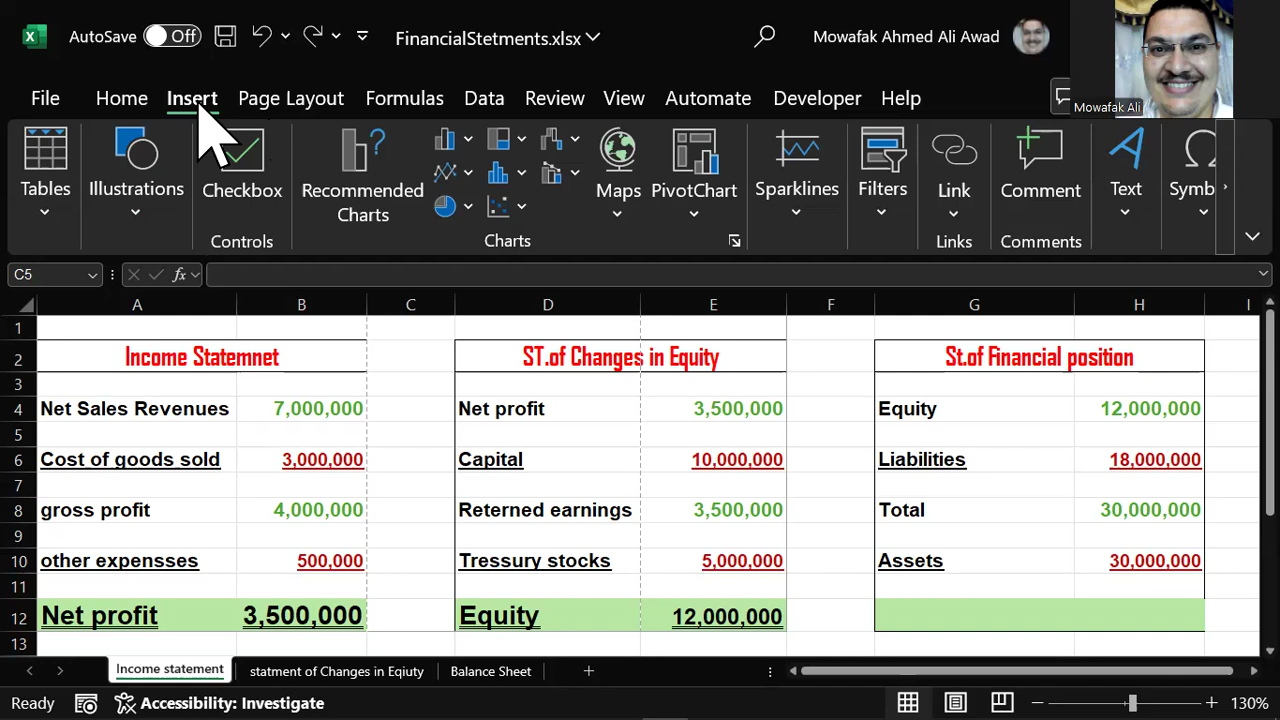 AutoSave Off FinancialStetments.xlsx Mowafak Ahmed Ali Awad
Mowafak Ali
File Home Insert Page Layout Formulas Data Review View Automate Developer Help
Tables Illustrations Checkbox Recommended Charts Maps PivotChart Sparklines Filters Link Comment Text Symb
Controls Charts Links Comments
C5 fx
A B C D E F G H I
1
2 Income Statemnet ST.of Changes in Equity St.of Financial position
3
4 Net Sales Revenues 7,000,000 Net profit 3,500,000 Equity 12,000,000
5
6 Cost of goods sold 3,000,000 Capital 10,000,000 Liabilities 18,000,000
7
8 gross profit 4,000,000 Reterned earnings 3,500,000 Total 30,000,000
9
10 other expensses 500,000 Tressury stocks 5,000,000 Assets 30,000,000
11
12 Net profit 3,500,000 Equity 12,000,000
13
Income statement statment of Changes in Eqiuty Balance Sheet
Ready Accessibility: Investigate 130%